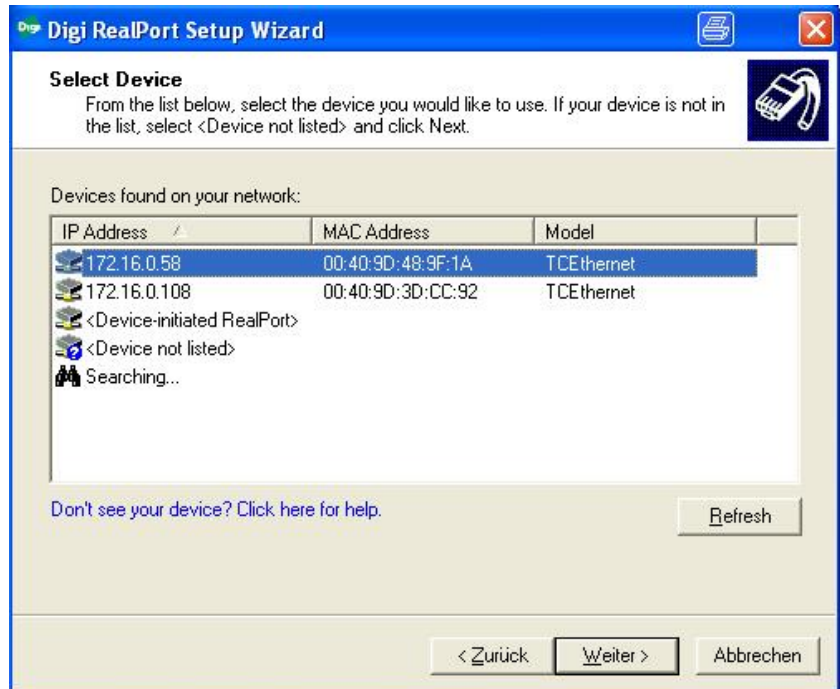 Digi Digi RealPort Setup Wizard
Select Device
From the list below, select the device you would like to use. If your device is not in
the list, select <Device not listed> and click Next.
Devices found on your network:
IP Address MAC Address Model
172.16.0.58 00:40:9D:48:9F:1A TCEthernet
172.16.0.108 00:40:9D:3D:CC:92 TCEthernet
<Device-initiated RealPort>
<Device not listed>
Searching...
Don't see your device? Click here for help.
Refresh
< Zurück Weiter > Abbrechen